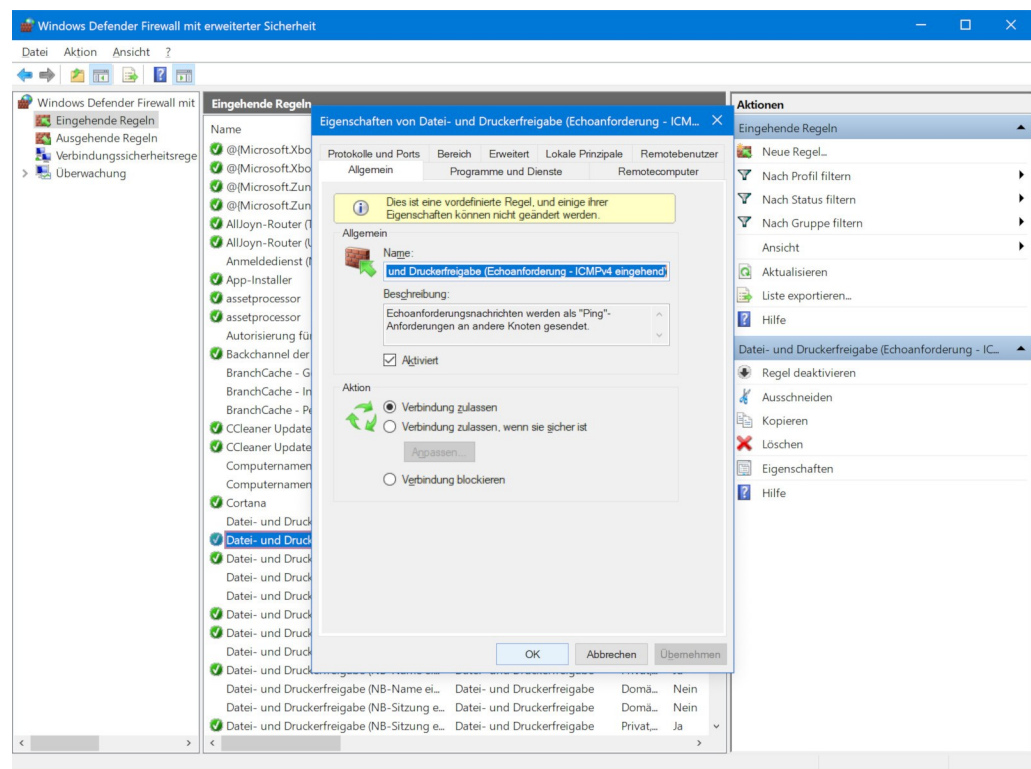 Windows Defender Firewall mit erweiterter Sicherheit
Datei Aktion Ansicht ?
Windows Defender Firewall mit
Eingehende Regeln
Ausgehende Regeln
Verbindungssicherheitsrege
Überwachung
Eingehende Regeln
Name
@{Microsoft.Xbo
@{Microsoft.Xbo
@{Microsoft.Zun
@{Microsoft.Zun
AllJoyn-Router (T
AllJoyn-Router (U
Anmeldedienst (
App-Installer
assetprocessor
assetprocessor
Autorisierung für
Backchannel der
BranchCache - G
BranchCache - In
BranchCache - Pe
CCleaner Update
CCleaner Update
Computernamen
Computernamen
Cortana
Datei- und Druck
Datei- und Druck
Datei- und Druck
Datei- und Druck
Datei- und Druck
Datei- und Druck
Datei- und Druck
Datei- und Druck
Datei- und Druckerfreigabe (NB-Name ei... Datei- und Druckerfreigabe Privat,... Ja
Datei- und Druckerfreigabe (NB-Name ei... Datei- und Druckerfreigabe Domä... Nein
Datei- und Druckerfreigabe (NB-Sitzung e... Datei- und Druckerfreigabe Domä... Nein
Datei- und Druckerfreigabe (NB-Sitzung e... Datei- und Druckerfreigabe Privat,... Ja
Eigenschaften von Datei- und Druckerfreigabe (Echoanforderung - ICM...
Protokolle und Ports Bereich Erweitert Lokale Prinzipale Remotebenutzer
Allgemein Programme und Dienste Remotecomputer
Dies ist eine vordefinierte Regel, und einige ihrer
Eigenschaften können nicht geändert werden.
Allgemein
Name:
und Druckerfreigabe (Echoanforderung - ICMPv4 eingehend)
Beschreibung:
Echoanforderungsnachrichten werden als "Ping"-
Anforderungen an andere Knoten gesendet.
Aktiviert
Aktion
Verbindung zulassen
Verbindung zulassen, wenn sie sicher ist
Anpassen...
Verbindung blockieren
OK Abbrechen Übernehmen
Aktionen
Eingehende Regeln
Neue Regel...
Nach Profil filtern
Nach Status filtern
Nach Gruppe filtern
Ansicht
Aktualisieren
Liste exportieren...
Hilfe
Datei- und Druckerfreigabe (Echoanforderung - IC...
Regel deaktivieren
Ausschneiden
Kopieren
Löschen
Eigenschaften
Hilfe